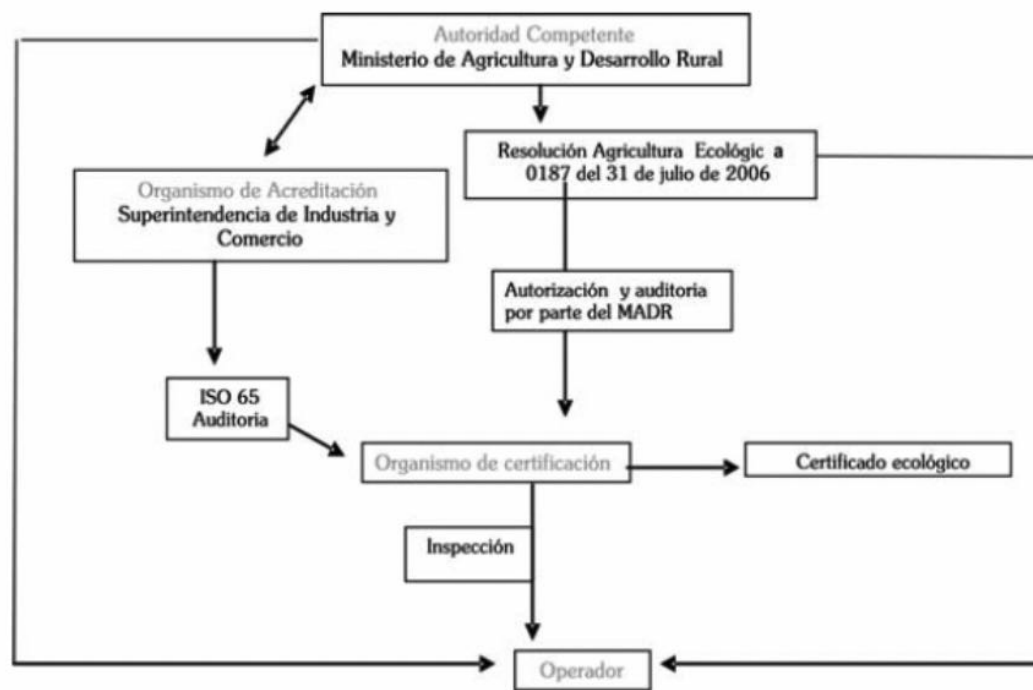 Autoridad Competente
Ministerio de Agricultura y Desarrollo Rural
Resolución Agricultura Ecológic a
0187 del 31 de julio de 2006
Organismo de Acreditación
Superintendencia de Industria y
Comercio
Autorización y auditoria
por parte del MADR
ISO 65
Auditoria
Organismo de certificación
Certificado ecológico
Inspección
Operador